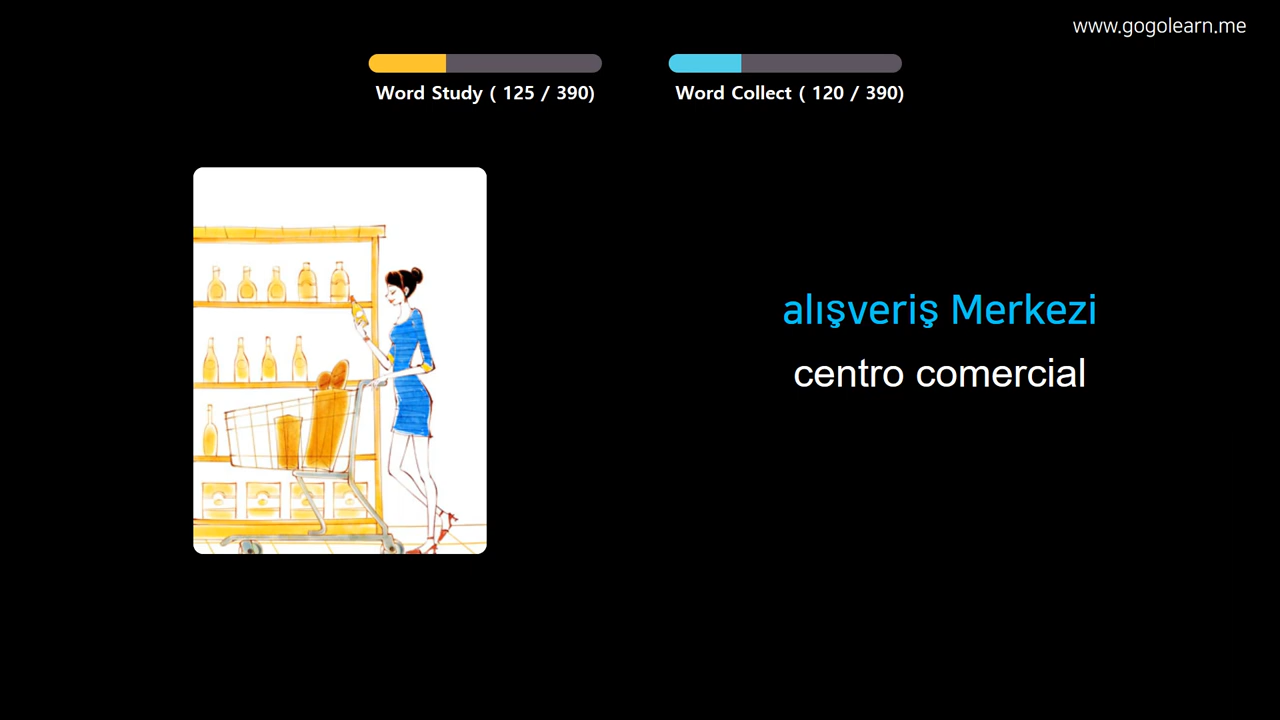 www.gogolearn.me
Word Study ( 125 / 390)
Word Collect ( 120 / 390)
alışveriş Merkezi
centro comercial